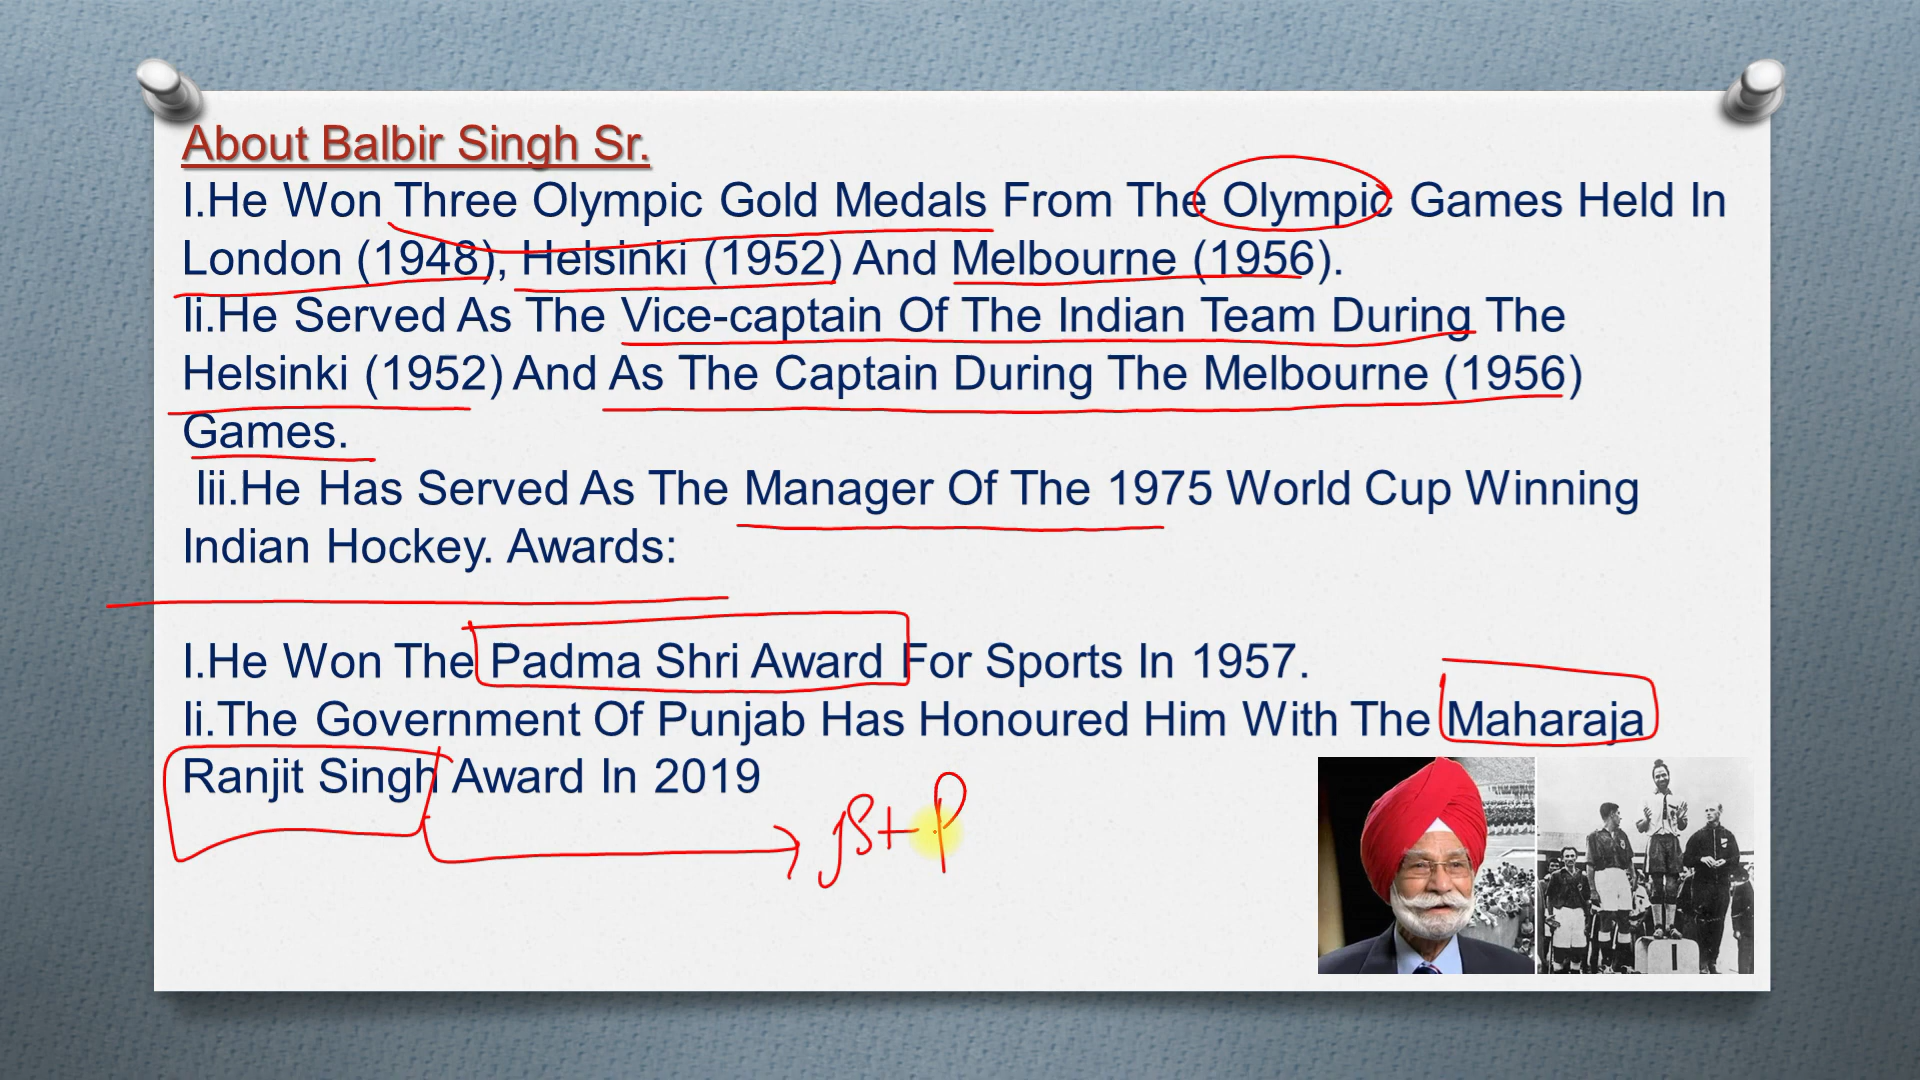 About Balbir Singh Sr.
I.He Won Three Olympic Gold Medals From The Olympic Games Held In
London (1948), Helsinki (1952) And Melbourne (1956).
Ii.He Served As The Vice-captain Of The Indian Team During The
Helsinki (1952) And As The Captain During The Melbourne (1956)
Games.
Iii.He Has Served As The Manager Of The 1975 World Cup Winning
Indian Hockey. Awards:
I.He Won The Padma Shri Award For Sports In 1957.
Ii.The Government Of Punjab Has Honoured Him With The Maharaja
Ranjit Singh Award In 2019
1